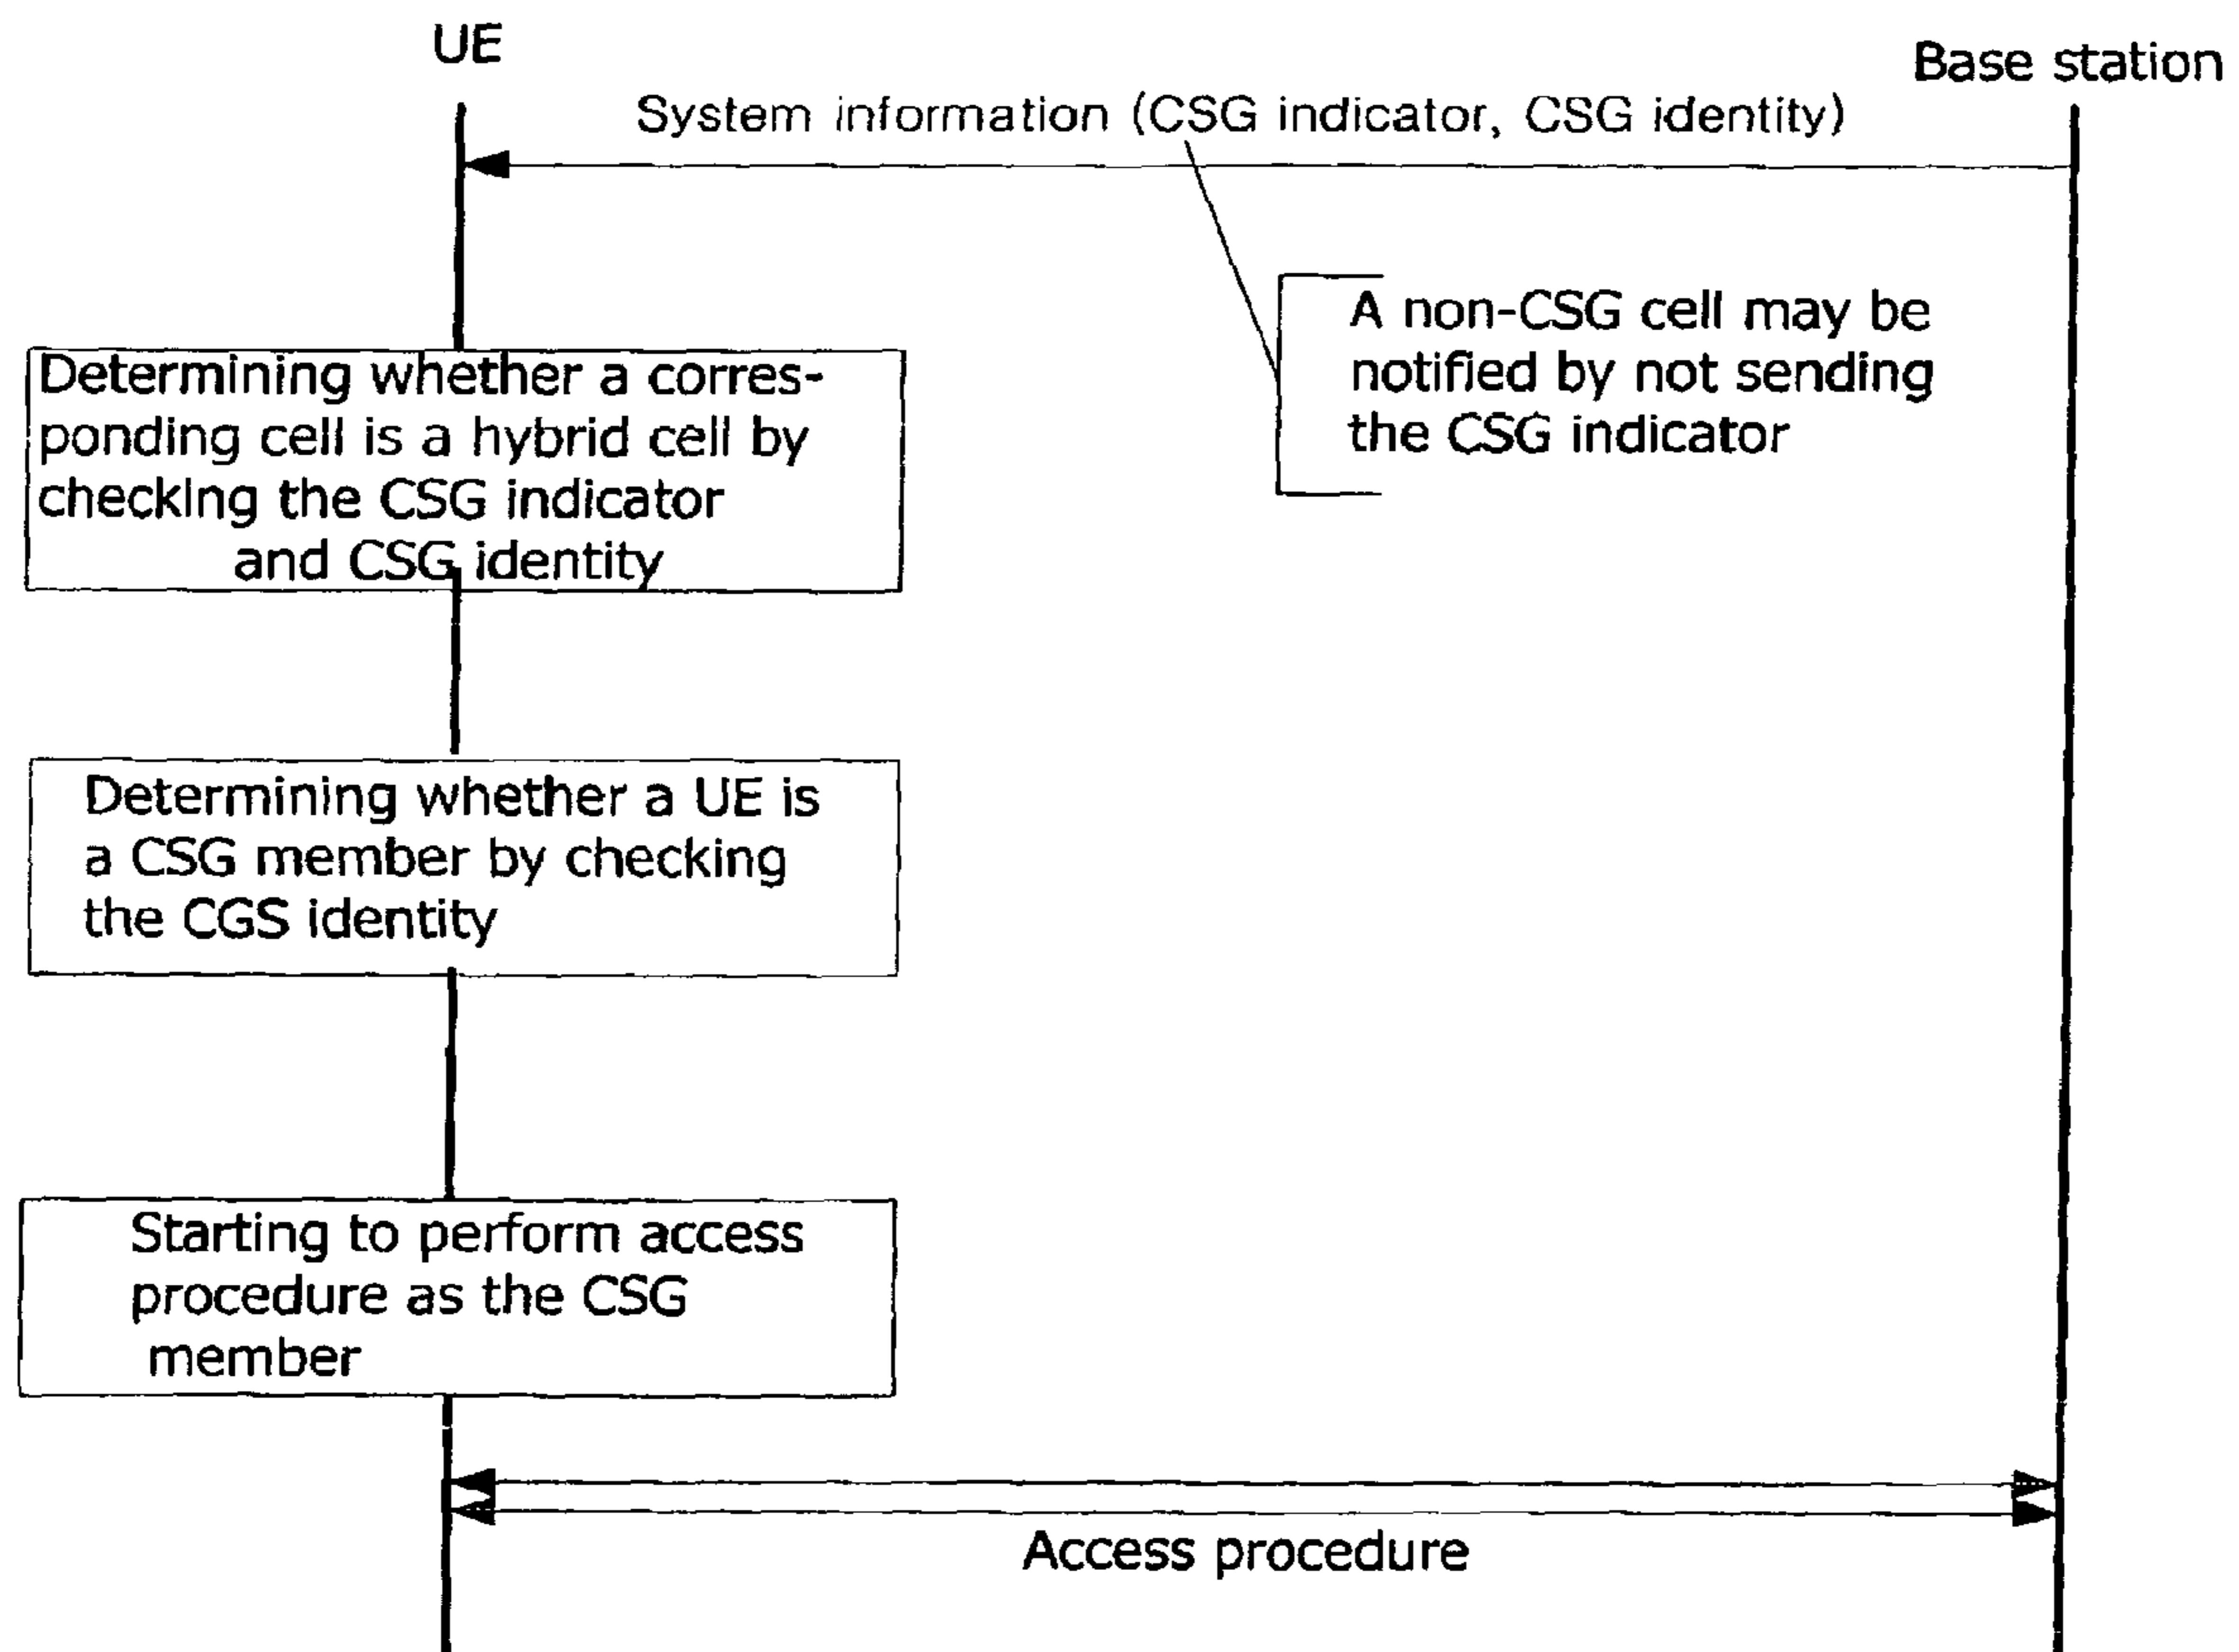 UE
Base station
System information (CSG indicator, CSG identity)
A non-CSG cell may be
notified by not sending
the CSG indicator
Determining whether a corres-
ponding cell is a hybrid cell by
checking the CSG indicator
and CSG identity
Determining whether a UE is
a CSG member by checking
the CGS identity
Starting to perform access
procedure as the CSG
member
Access procedure